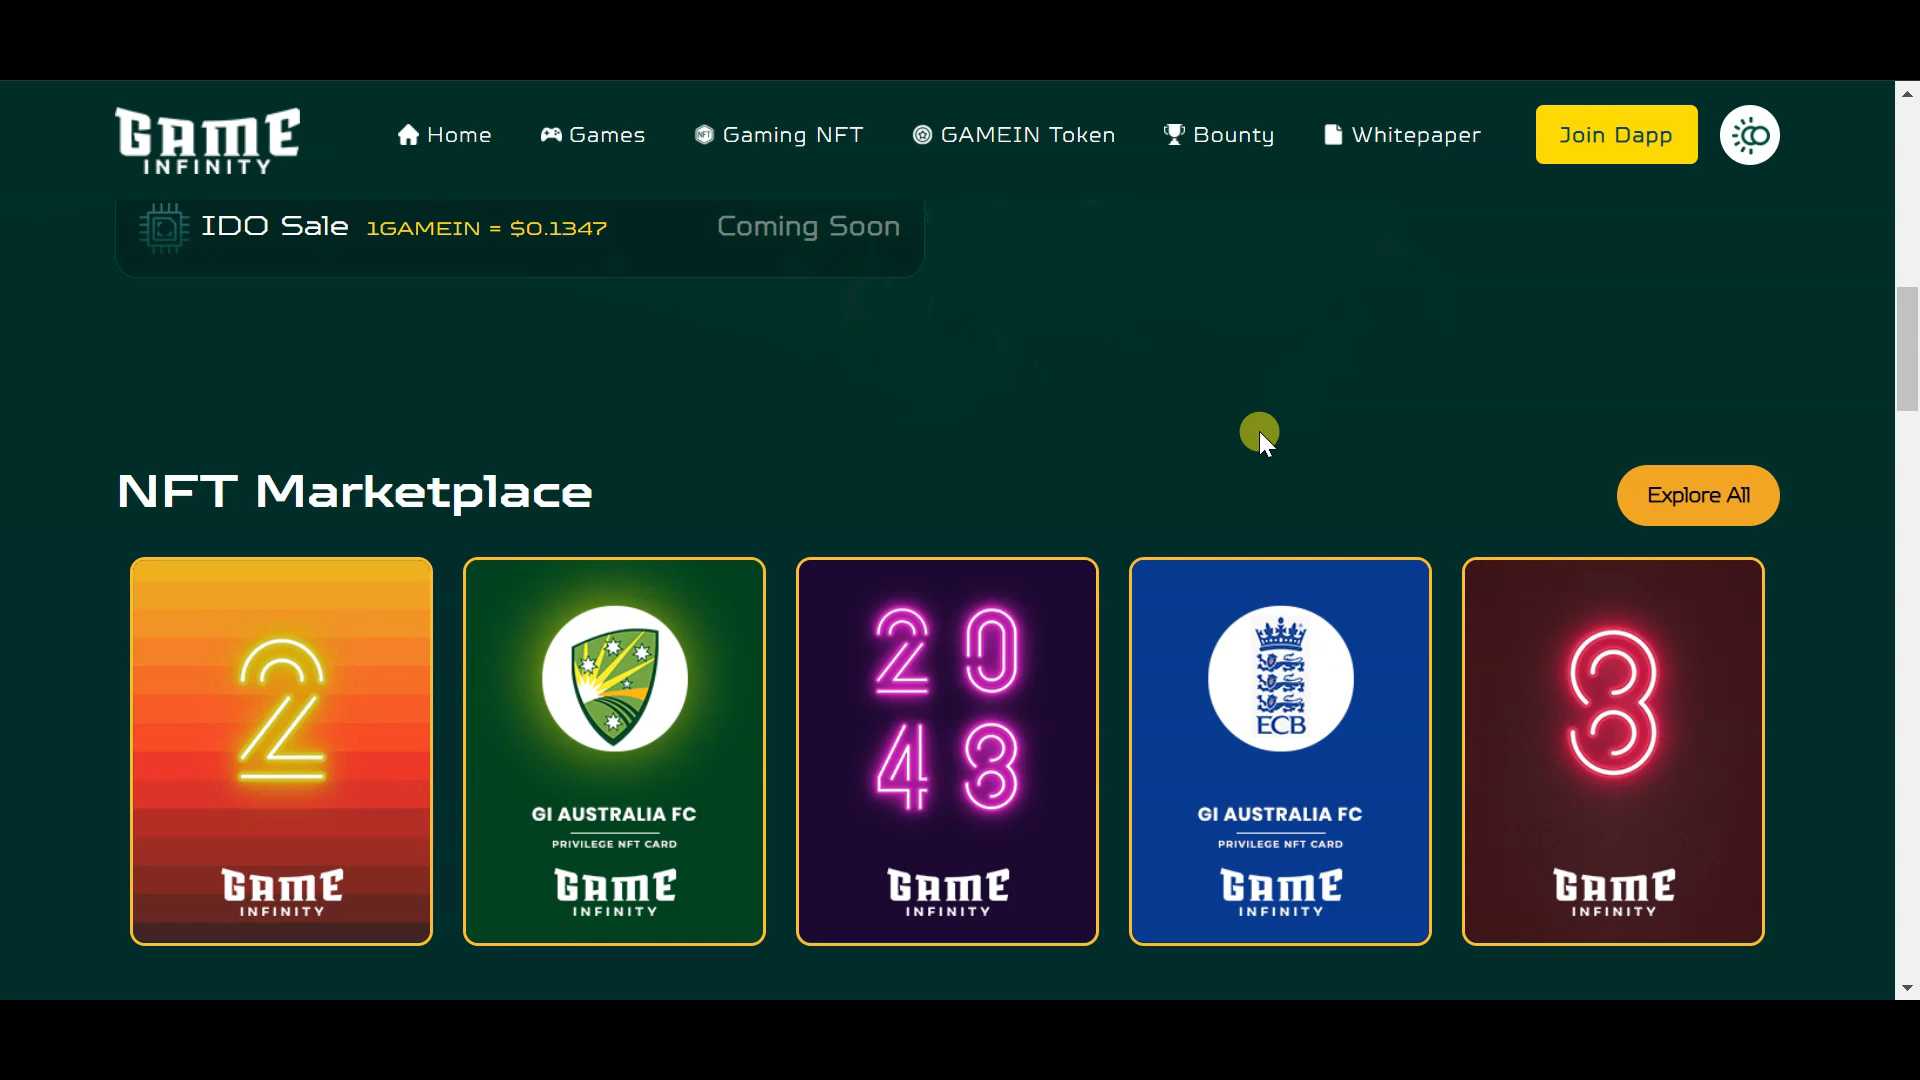 GAME
INFINITY
Home
Games
NFT
Gaming NFT
GAMEIN Token
Bounty
Whitepaper
Join Dapp
IDO Sale 1GAMEIN = $0.1347 Coming Soon
NFT Marketplace
Explore All
2
GAME
INFINITY
GI AUSTRALIA FC
PRIVILEGE NFT CARD
GAME
INFINITY
2 0
4 3
GAME
INFINITY
ECB
GI AUSTRALIA FC
PRIVILEGE NFT CARD
GAME
INFINITY
3
GAME
INFINITY